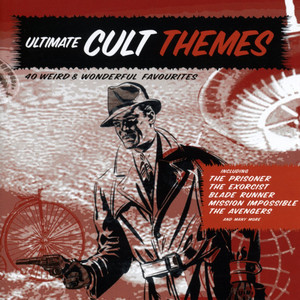 ULTIMATE CULT THEMES
40 WEIRD & WONDERFUL FAVOURITES
INCLUDING
THE PRISONER
THE EXORCIST
BLADE RUNNER
MISSION IMPOSSIBLE
THE AVENGERS
AND MANY MORE